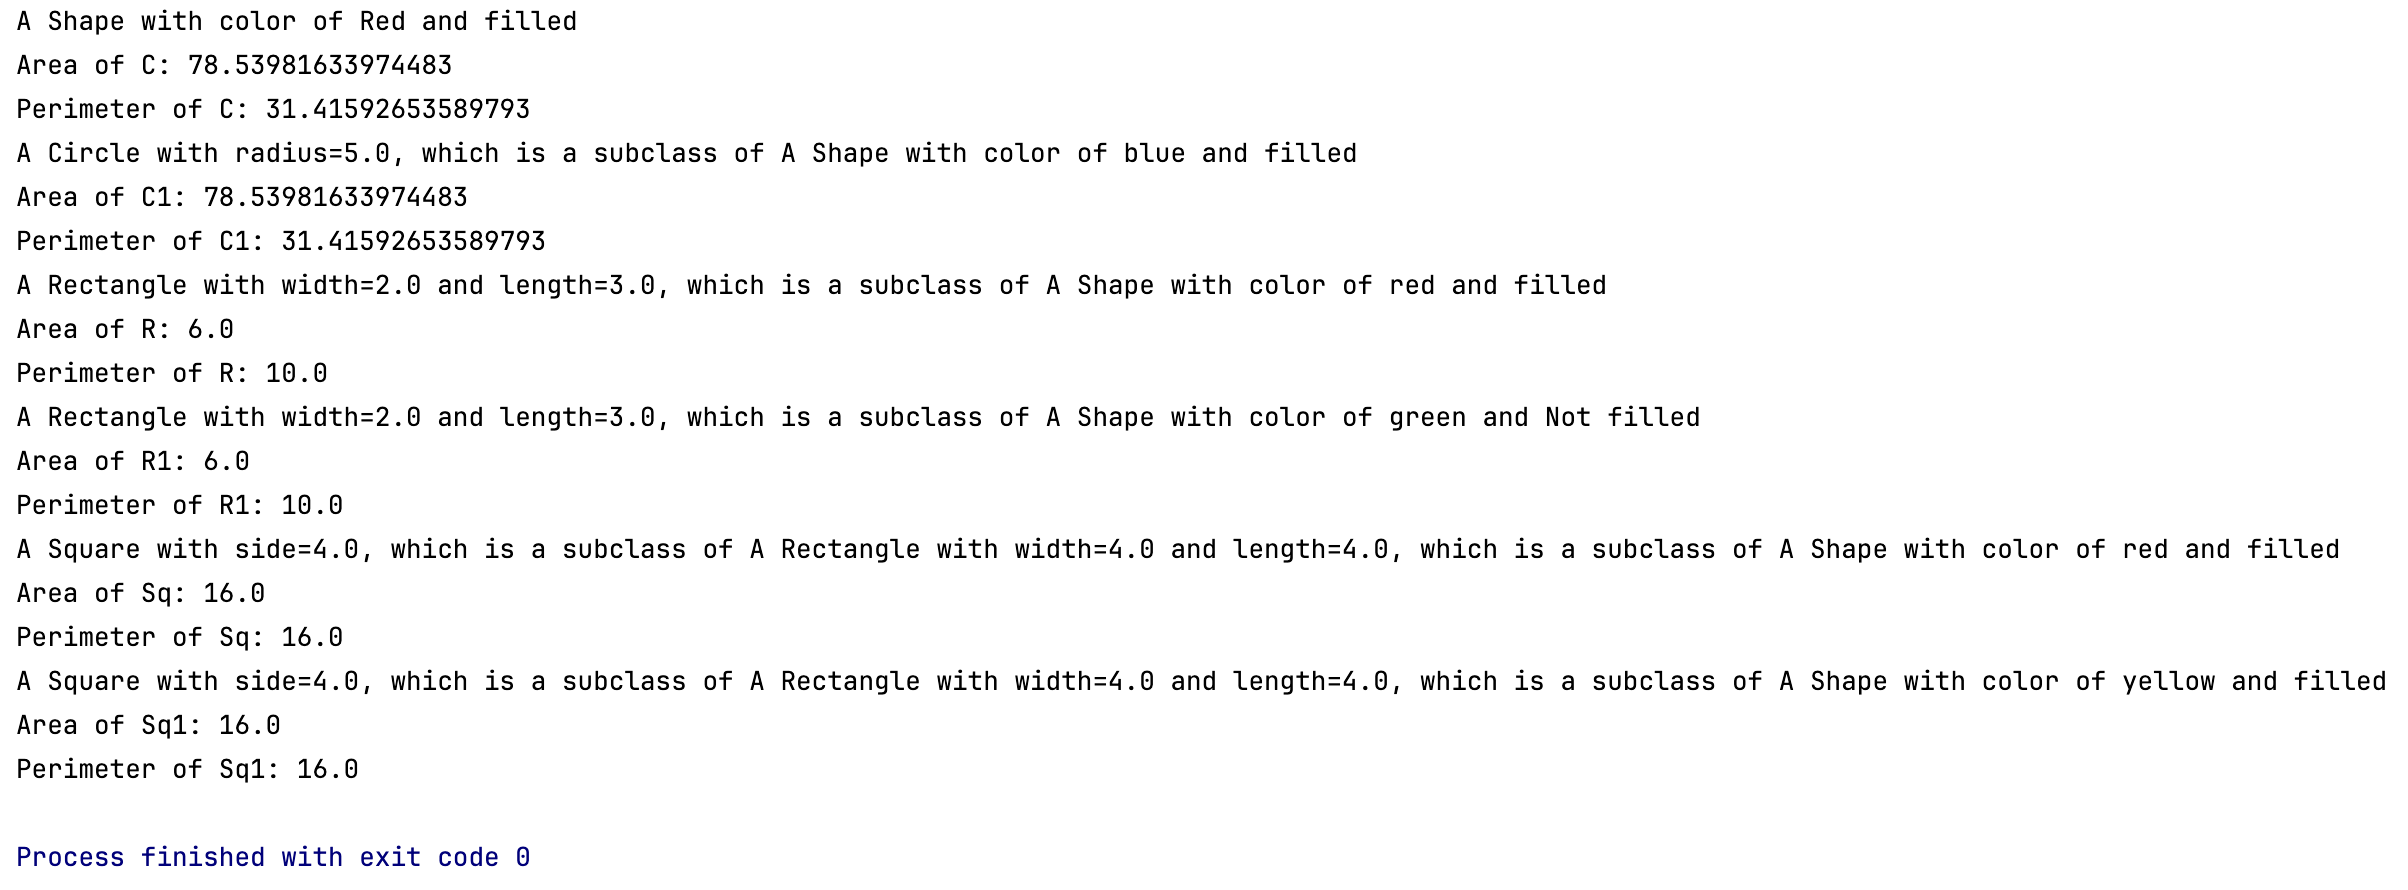 A Shape with color of Red and filled
Area of C: 78.53981633974483
Perimeter of C: 31.41592653589793
A Circle with radius=5.0, which is a subclass of A Shape with color of blue and filled
Area of C1: 78.53981633974483
Perimeter of C1: 31.41592653589793
A Rectangle with width=2.0 and length=3.0, which is a subclass of A Shape with color of red and filled
Area of R: 6.0
Perimeter of R: 10.0
A Rectangle with width=2.0 and length=3.0, which is a subclass of A Shape with color of green and Not filled
Area of R1: 6.0
Perimeter of R1: 10.0
A Square with side=4.0, which is a subclass of A Rectangle with width=4.0 and length=4.0, which is a subclass of A Shape with color of red and filled
Area of Sq: 16.0
Perimeter of Sq: 16.0
A Square with side=4.0, which is a subclass of A Rectangle with width=4.0 and length=4.0, which is a subclass of A Shape with color of yellow and filled
Area of Sq1: 16.0
Perimeter of Sq1: 16.0
Process finished with exit code 0